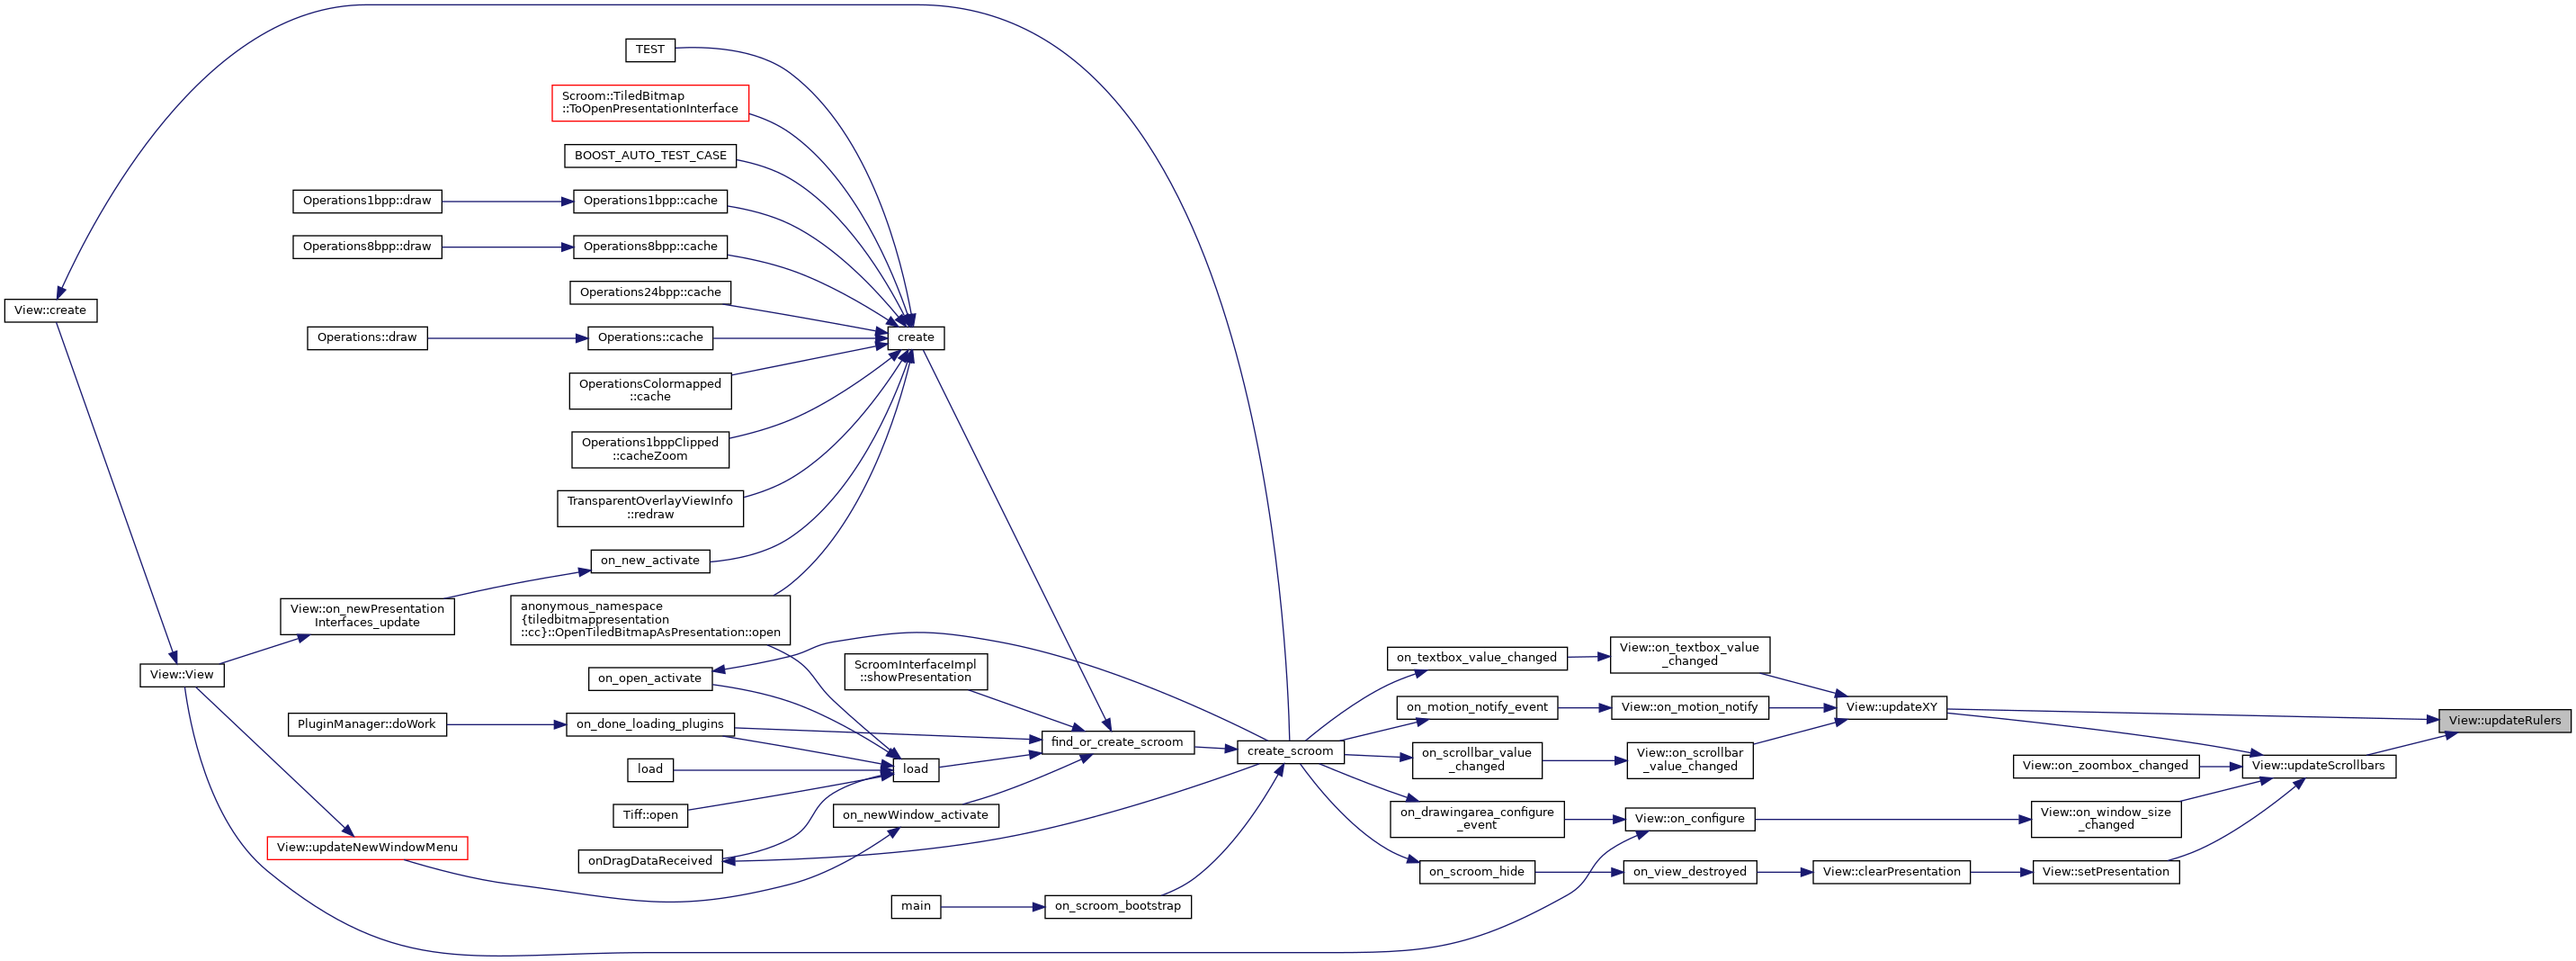 TEST
Scroom::TiledBitmap
::ToOpenPresentationInterface
BOOST_AUTO_TEST_CASE
Operations1bpp::draw
Operations1bpp::cache
Operations8bpp::draw
Operations8bpp::cache
Operations24bpp::cache
View::create
Operations::draw
Operations::cache
create
OperationsColormapped
::cache
Operations1bppClipped
::cacheZoom
TransparentOverlayViewInfo
::redraw
on_new_activate
View::on_newPresentation
Interfaces_update
anonymous_namespace
{tiledbitmappresentation
::cc}::OpenTiledBitmapAsPresentation::open
View::View
on_open_activate
ScroomInterfaceImpl
::showPresentation
on_textbox_value_changed
View::on_textbox_value
_changed
PluginManager::doWork
on_done_loading_plugins
find_or_create_scroom
create_scroom
on_motion_notify_event
View::on_motion_notify
View::updateXY
View::updateRulers
load
load
on_scrollbar_value
_changed
View::on_scrollbar
_value_changed
View::on_zoombox_changed
View::updateScrollbars
Tiff::open
on_newWindow_activate
on_drawingarea_configure
_event
View::on_configure
View::on_window_size
_changed
View::updateNewWindowMenu
onDragDataReceived
on_scroom_hide
on_view_destroyed
View::clearPresentation
View::setPresentation
main
on_scroom_bootstrap